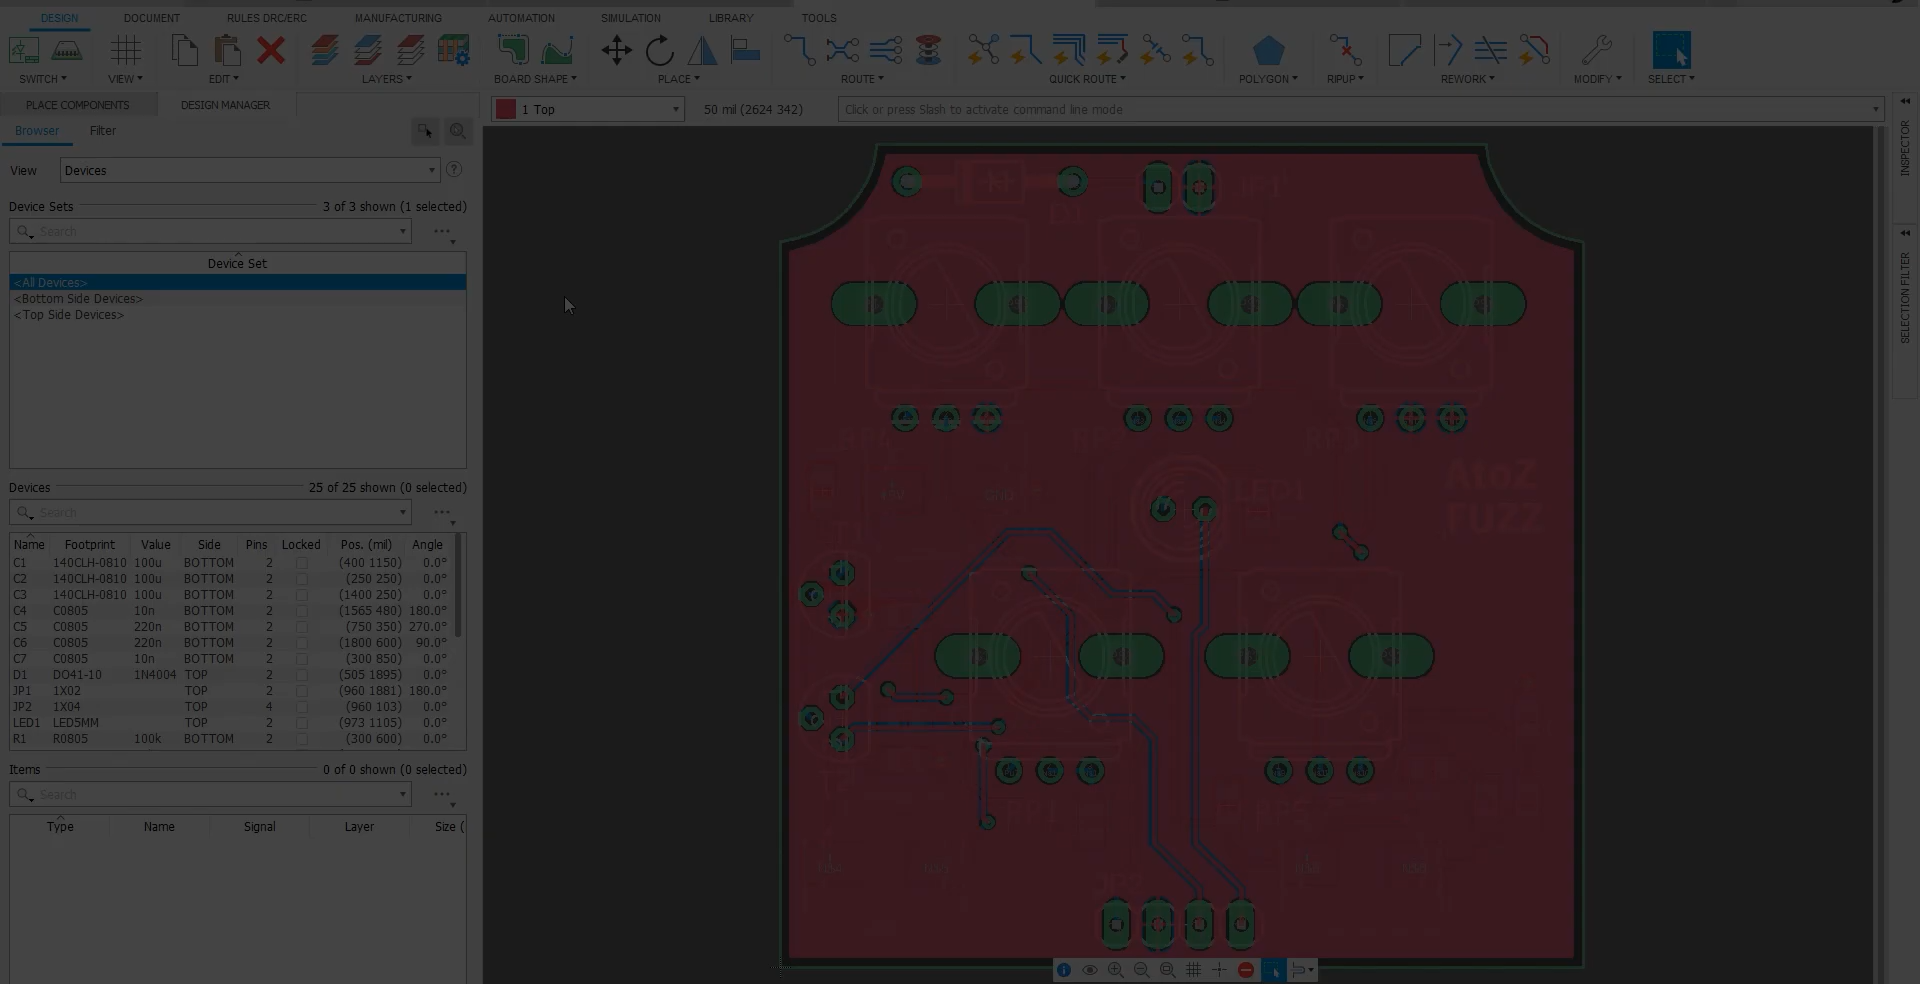 DESIGN DOCUMENT RULES DRC/ERC MANUFACTURING AUTOMATION SIMULATION LIBRARY TOOLS
SWITCH VIEW EDIT LAYERS BOARD SHAPE PLACE ROUTE QUICK ROUTE POLYGON RIPUP REWORK MODIFY SELECT
PLACE COMPONENTS DESIGN MANAGER
1 Top 50 mil (2624 342) Click or press Slash to activate command line mode
Browser Filter
View Devices
Device Sets 3 of 3 shown (1 selected)
Search
Device Set
<All Devices>
<Bottom Side Devices>
<Top Side Devices>
Devices 25 of 25 shown (0 selected)
Search
Name Footprint Value Side Pins Locked Pos. (mil) Angle
C1 140CLH-0810 100u BOTTOM 2 (400 1150) 0.0°
C2 140CLH-0810 100u BOTTOM 2 (250 250) 0.0°
C3 140CLH-0810 100u BOTTOM 2 (1400 250) 0.0°
C4 C0805 10n BOTTOM 2 (1565 480) 180.0°
C5 C0805 220n BOTTOM 2 (750 350) 270.0°
C6 C0805 220n BOTTOM 2 (1800 600) 90.0°
C7 C0805 10n BOTTOM 2 (300 850) 0.0°
D1 DO41-10 1N4004 TOP 2 (505 1895) 0.0°
JP1 1X02 TOP 2 (960 1881) 180.0°
JP2 1X04 TOP 4 (960 103) 0.0°
LED1 LED5MM TOP 2 (973 1105) 0.0°
R1 R0805 100k BOTTOM 2 (300 600) 0.0°
Items 0 of 0 shown (0 selected)
Search
Type Name Signal Layer Size (
INSPECTOR
SELECTION FILTER
JP1
D1
LED1
AtoZ
FUZZ